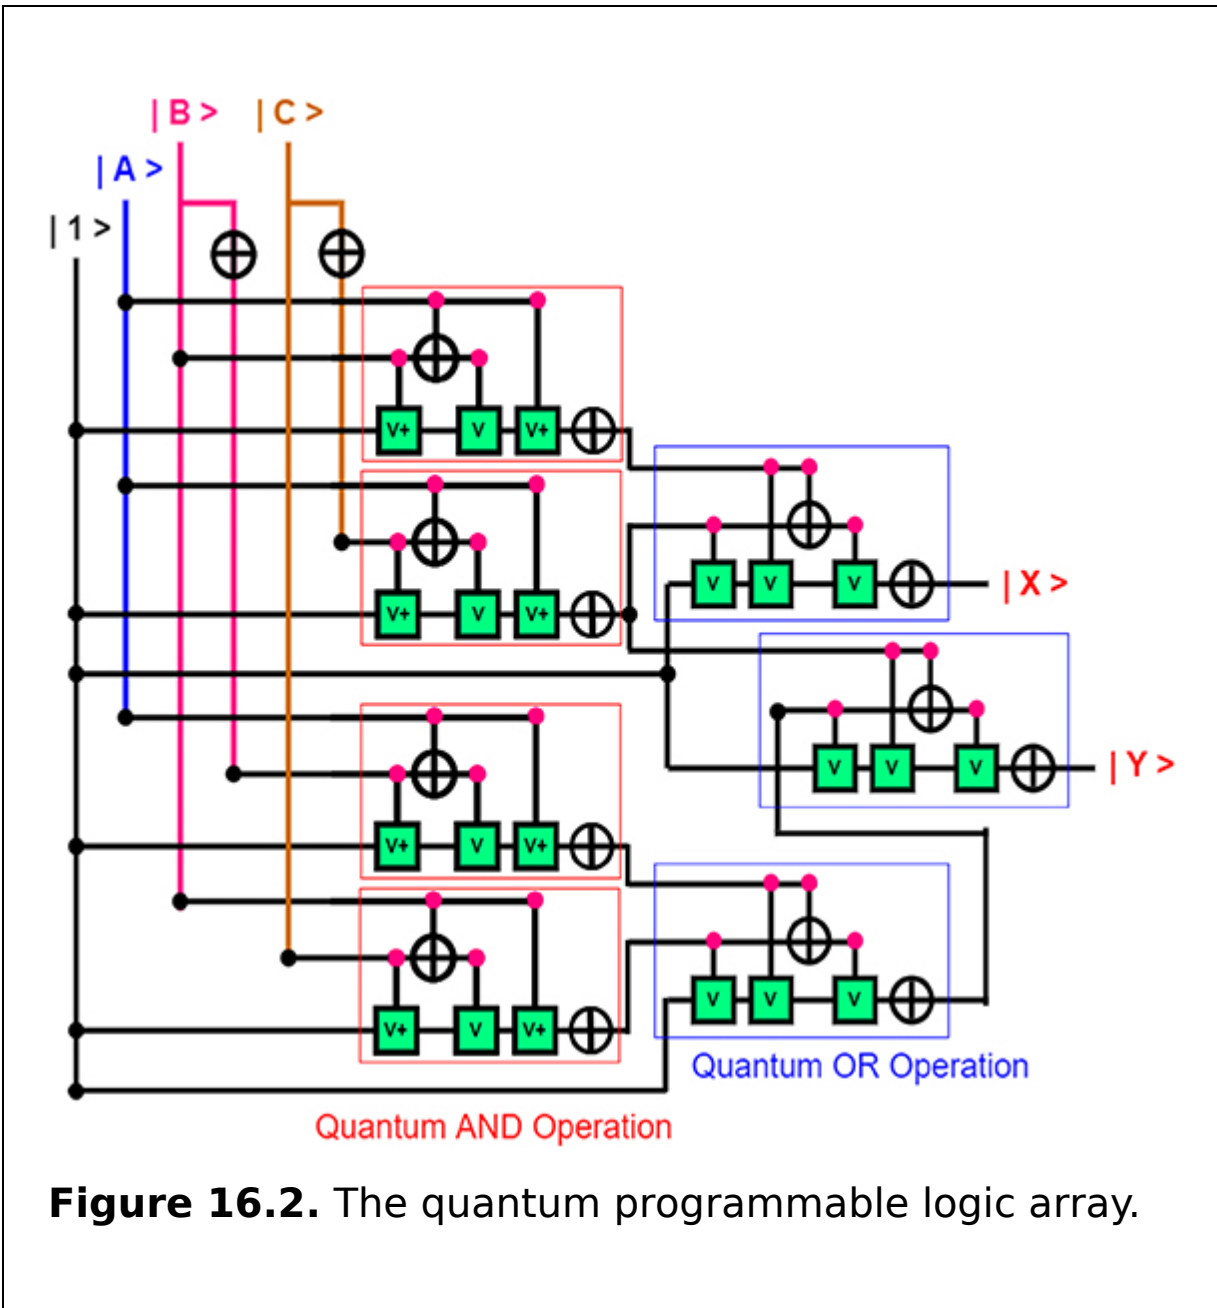 | B >
| C >
| A >
| 1 >
V+ V V+
V+ V V+
V V V
| X >
V V V
| Y >
V+ V V+
V+ V V+
V V V
Quantum OR Operation
Quantum AND Operation
Figure 16.2. The quantum programmable logic array.